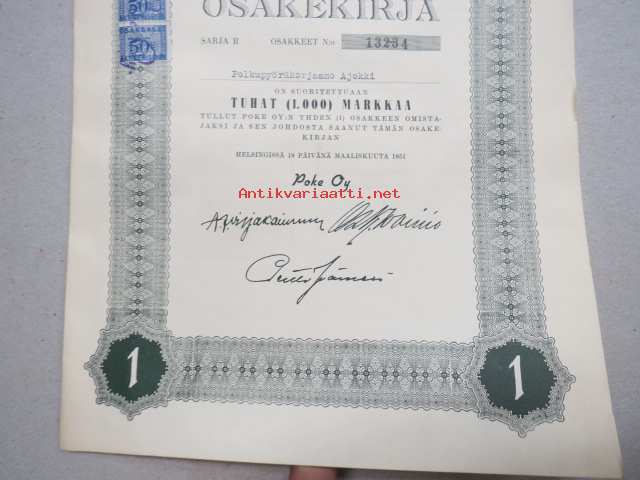 OSAKEKIRJA
50
50
SARJA B OSAKKEET N:o 13234
Polkupyöräkorjaamo Ajokki
ON SUORITETTUAAN
TUHAT (1.000) MARKKAA
TULLUT POKE OY:N YHDEN (1) OSAKKEEN OMISTA-
JAKSI JA SEN JOHDOSTA SAANUT TÄMÄN OSAKE-
KIRJAN
HELSINGISSÄ 19 PÄIVÄNÄ MAALISKUUTA 1951
Poke Oy
Antikvariaatti.net
1
1